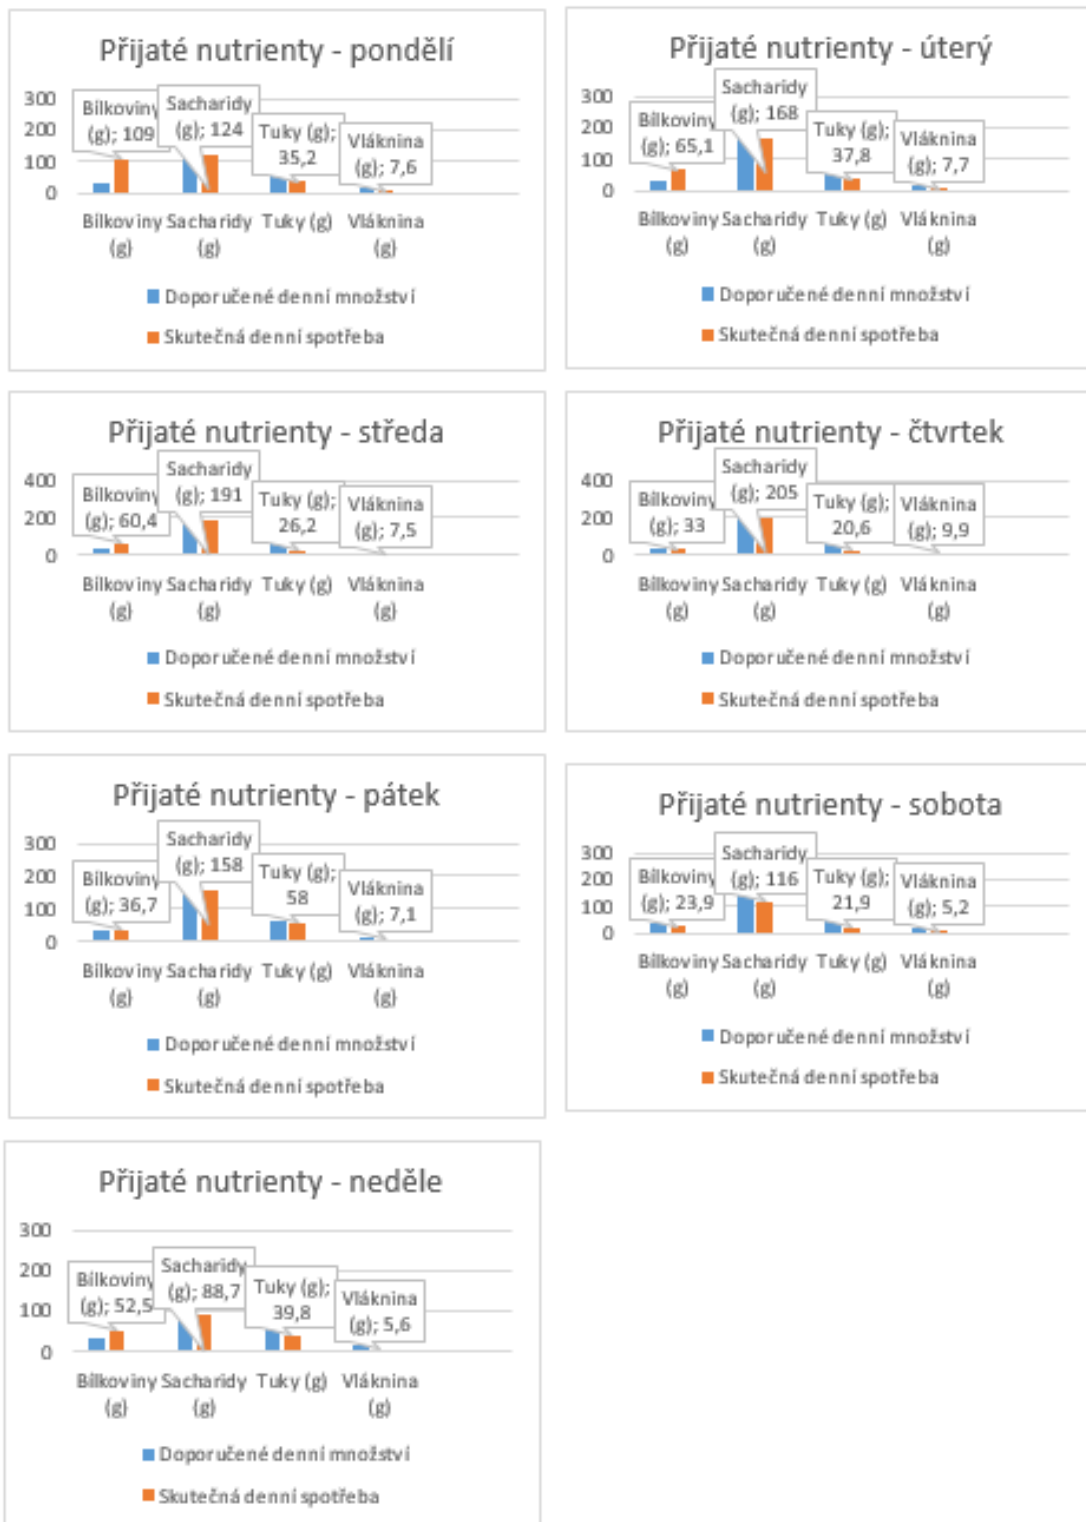 Přijaté nutrienty - pondělí
300
200
100
0
Bílkoviny
(g); 109
Sacharidy
(g); 124
Tuky (g);
35,2
Vláknina
(g); 7,6
Bílkoviny
(g)
Sacharidy
(g)
Tuky (g)
Vláknina
(g)
Doporučené denní množství
Skutečná denní spotřeba
Přijaté nutrienty - úterý
300
200
100
0
Bílkoviny
(g); 65,1
Sacharidy
(g); 168
Tuky (g);
37,8
Vláknina
(g); 7,7
Bílkoviny
(g)
Sacharidy
(g)
Tuky (g)
Vláknina
(g)
Doporučené denní množství
Skutečná denní spotřeba
Přijaté nutrienty - středa
400
200
0
Bílkoviny
(g); 60,4
Sacharidy
(g); 191
Tuky (g);
26,2
Vláknina
(g); 7,5
Bílkoviny
(g)
Sacharidy
(g)
Tuky (g)
Vláknina
(g)
Doporučené denní množství
Skutečná denní spotřeba
Přijaté nutrienty - čtvrtek
400
200
0
Bílkoviny
(g); 33
Sacharidy
(g); 205
Tuky (g);
20,6
Vláknina
(g); 9,9
Bílkoviny
(g)
Sacharidy
(g)
Tuky (g)
Vláknina
(g)
Doporučené denní množství
Skutečná denní spotřeba
Přijaté nutrienty - pátek
300
200
100
0
Bílkoviny
(g); 36,7
Sacharidy
(g); 158
Tuky (g);
58
Vláknina
(g); 7,1
Bílkoviny
(g)
Sacharidy
(g)
Tuky (g)
Vláknina
(g)
Doporučené denní množství
Skutečná denní spotřeba
Přijaté nutrienty - sobota
300
200
100
0
Bílkoviny
(g); 23,9
Sacharidy
(g); 116
Tuky (g);
21,9
Vláknina
(g); 5,2
Bílkoviny
(g)
Sacharidy
(g)
Tuky (g)
Vláknina
(g)
Doporučené denní množství
Skutečná denní spotřeba
Přijaté nutrienty - neděle
300
200
100
0
Bílkoviny
(g); 52,5
Sacharidy
(g); 88,7
Tuky (g);
39,8
Vláknina
(g); 5,6
Bílkoviny
(g)
Sacharidy
(g)
Tuky (g)
Vláknina
(g)
Doporučené denní množství
Skutečná denní spotřeba